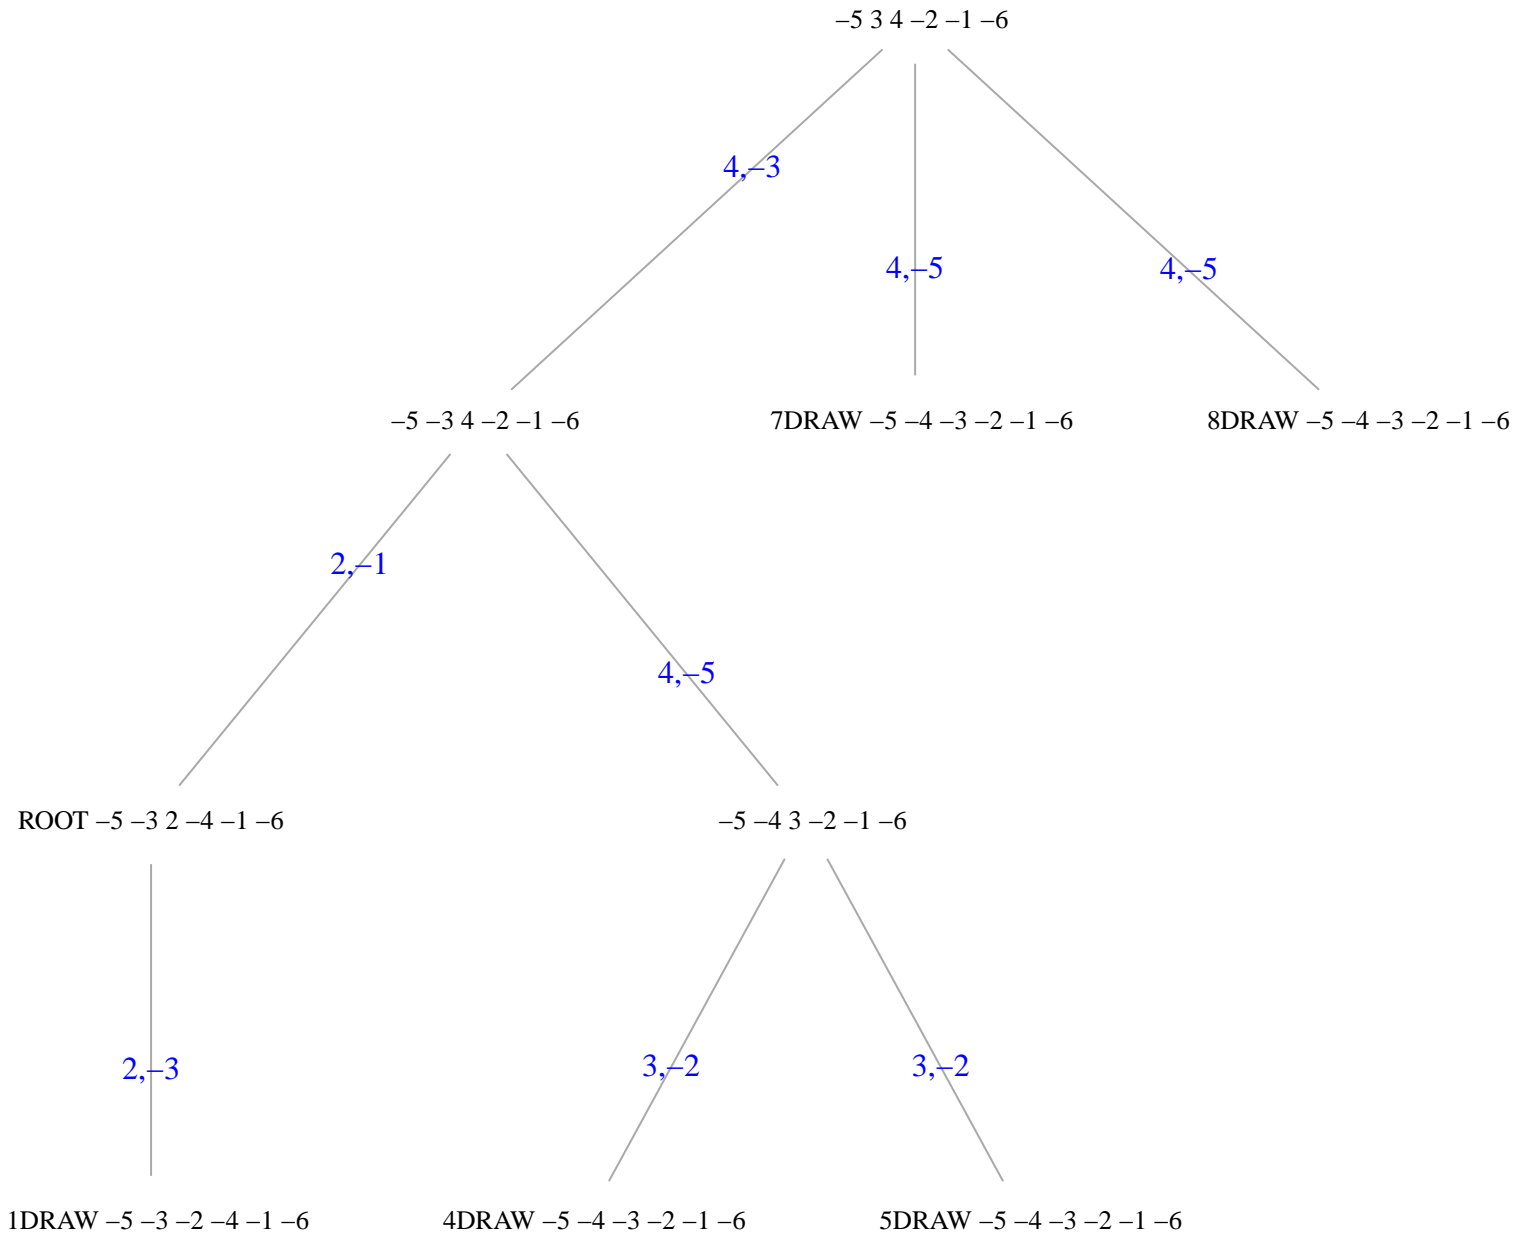 –5 3 4 –2 –1 –6
4,–3
4,–5
4,–5
–5 –3 4 –2 –1 –6
7DRAW –5 –4 –3 –2 –1 –6
8DRAW –5 –4 –3 –2 –1 –6
2,–1
4,–5
ROOT –5 –3 2 –4 –1 –6
–5 –4 3 –2 –1 –6
2,–3
3,–2
3,–2
1DRAW –5 –3 –2 –4 –1 –6
4DRAW –5 –4 –3 –2 –1 –6
5DRAW –5 –4 –3 –2 –1 –6